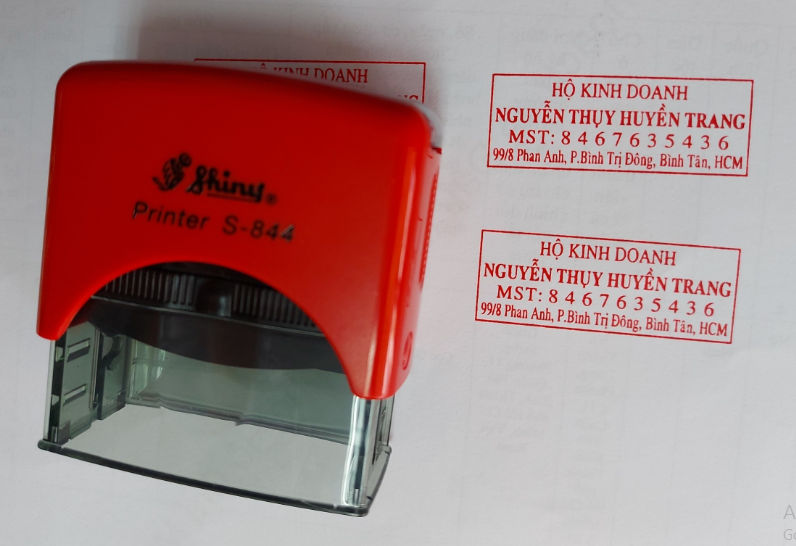 HỘ KINH DOANH
Shiny®
Printer S-844
HỘ KINH DOANH
NGUYỄN THỤY HUYỀN TRANG
MST: 8 4 6 7 6 3 5 4 3 6
99/8 Phan Anh, P.Bình Trị Đông, Bình Tân, HCM
HỘ KINH DOANH
NGUYỄN THỤY HUYỀN TRANG
MST: 8 4 6 7 6 3 5 4 3 6
99/8 Phan Anh, P.Bình Trị Đông, Bình Tân, HCM